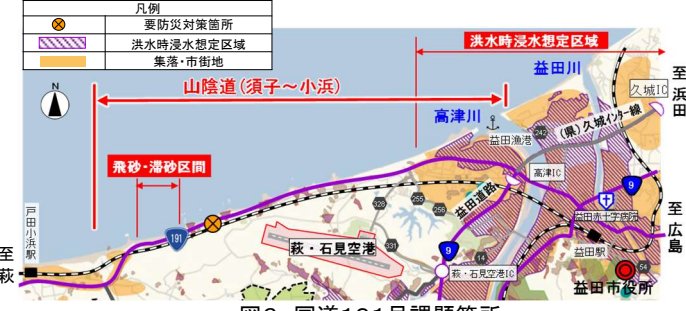 凡例
要防災対策箇所
洪水時浸水想定区域
集落・市街地
洪水時浸水想定区域
益田川
至浜田
久城IC
山陰道(須子～小浜)
N
高津川
(県)久城インター線
242
益田漁港
飛砂・滞砂区間
高津IC
9
益田道路
328
255
256
益田赤十字病院
戸田小浜駅
191
331
至広島
萩・石見空港
9
14
益田駅
至萩
萩・石見空港IC
54
益田市役所